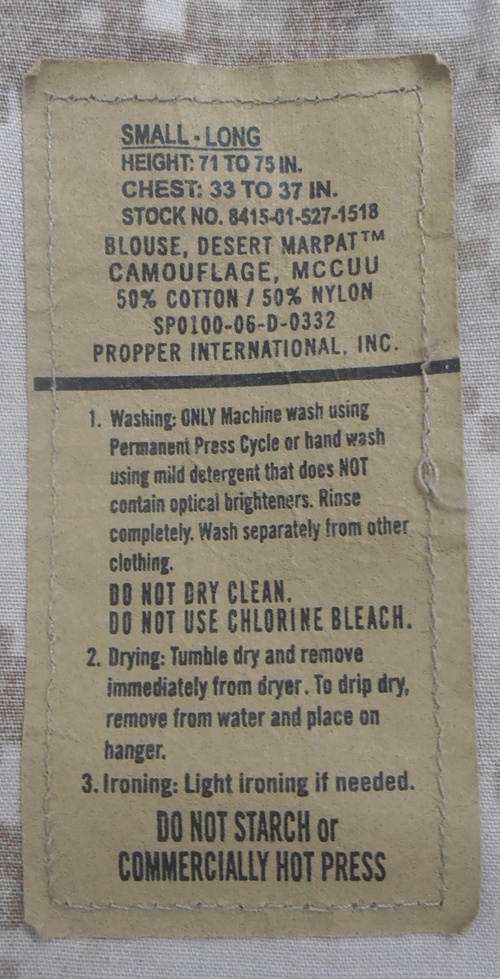 SMALL - LONG
HEIGHT: 71 TO 75 IN.
CHEST: 33 TO 37 IN.
STOCK NO. 8415-01-527-1518
BLOUSE, DESERT MARPAT™
CAMOUFLAGE, MCCUU
50% COTTON / 50% NYLON
SP0100-06-D-0332
PROPPER INTERNATIONAL, INC.
1. Washing: ONLY Machine wash using
Permanent Press Cycle or hand wash
using mild detergent that does NOT
contain optical brighteners. Rinse
completely. Wash separately from other
clothing.
DO NOT DRY CLEAN.
DO NOT USE CHLORINE BLEACH.
2. Drying: Tumble dry and remove
immediately from dryer. To drip dry,
remove from water and place on
hanger.
3. Ironing: Light ironing if needed.
DO NOT STARCH or
COMMERCIALLY HOT PRESS